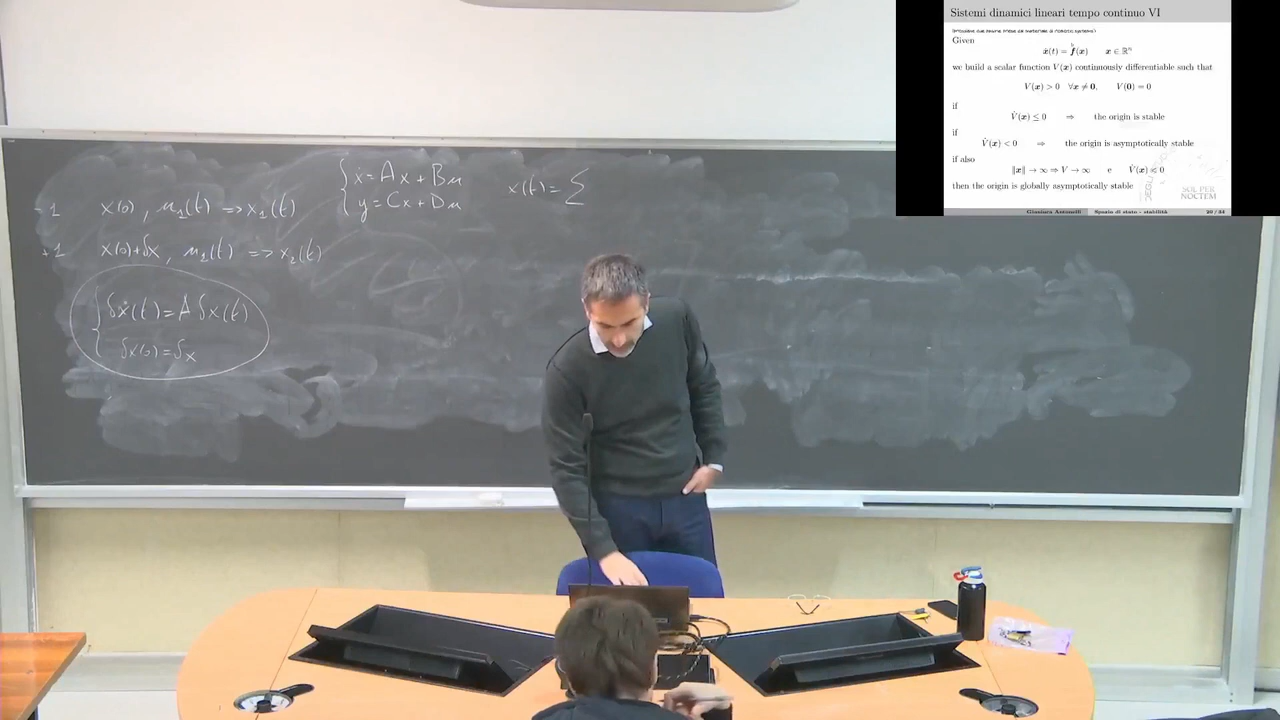 Sistemi dinamici lineari tempo continuo VI
Given
ẋ(t) = f(x) x ∈ ℝⁿ
we build a scalar function V(x) continuously differentiable such that
V(x) > 0 ∀x ≠ 0, V(0) = 0
if
V̇(x) ≤ 0 ⇒ the origin is stable
if
V̇(x) < 0 ⇒ the origin is asymptotically stable
if also
‖x‖ → ∞ ⇒ V → ∞ e V̇(x) < 0
then the origin is globally asymptotically stable
SOL PER
NOCTEM
Gianluca Antonelli Spazio di stato - stabilità 20 / 34
ẋ = Ax + Bu
y = Cx + Du
x(t) = Σ
-1 x(0), u₁(t) => x₁(t)
+1 x(0)+δx, u₁(t) => x₂(t)
δẋ(t) = A δx(t)
δx(0) = δx